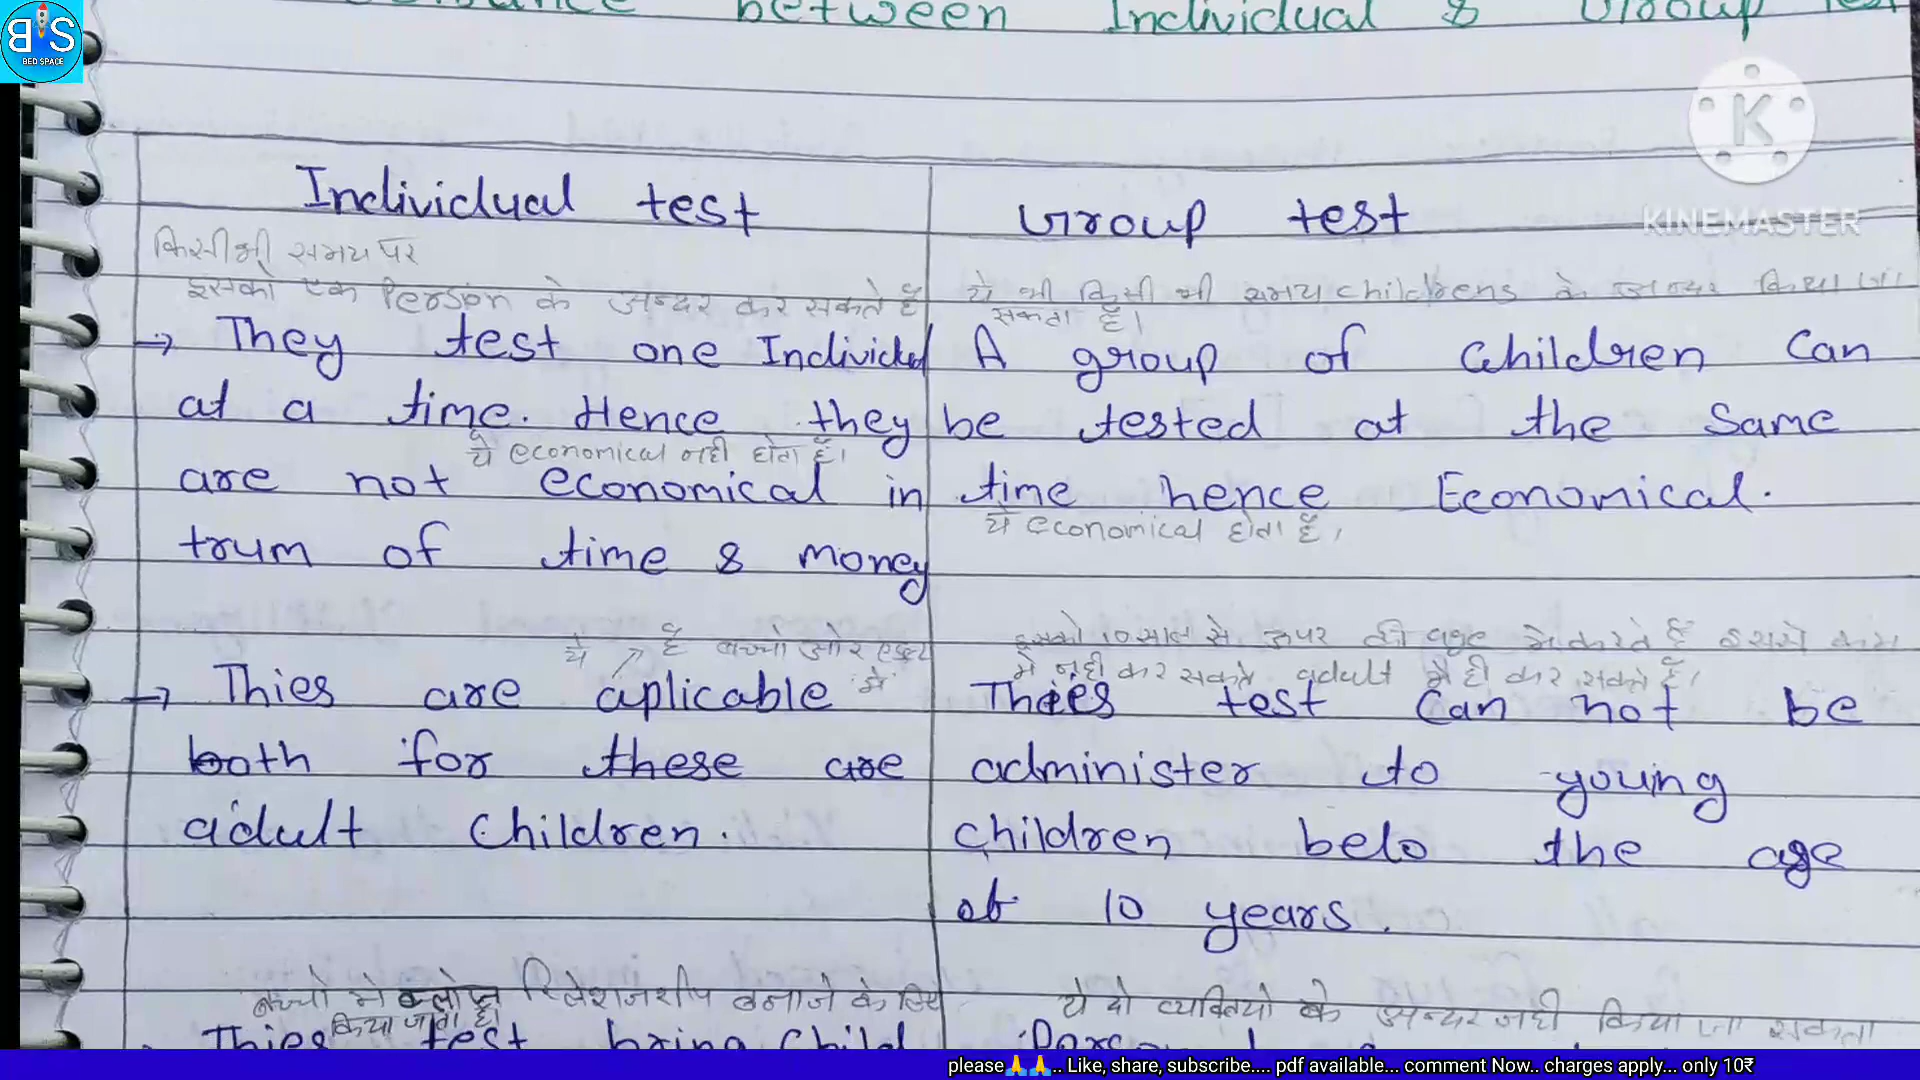 between Individual & Group Test
BS
BED SPACE
K
KINEMASTER
Individual test
Group test
किसी भी समय पर
इसको एक Person के अन्दर कर सकते हैं
ये भी किसी भी समय childrens के अन्दर किया जा
सकता है।
→ They test one Individual
at a time. Hence they
ये economical नही होता है।
are not economical in
trum of time & money
A group of children can
be tested at the same
time hence Economical.
ये economical होता है।
ये है बच्चो और एडल्ट
में
→ Thies are aplicable
both for these are
adult children.
इसको 10 साल से ऊपर की age मे करते है इससे कम
मे नही कर सकते adult मे ही कर सकते है।
Thies test can not be
administer to young
children belo the age
of 10 years.
बच्चो मे क्लोज रिलेशनशीप बनाने के लिए
किया जाता है।
Thies test bring child
ये दो व्यक्तियो के अन्दर नही किया जा सकता
please🙏🙏.. Like, share, subscribe.... pdf available... comment Now.. charges apply... only 10₹